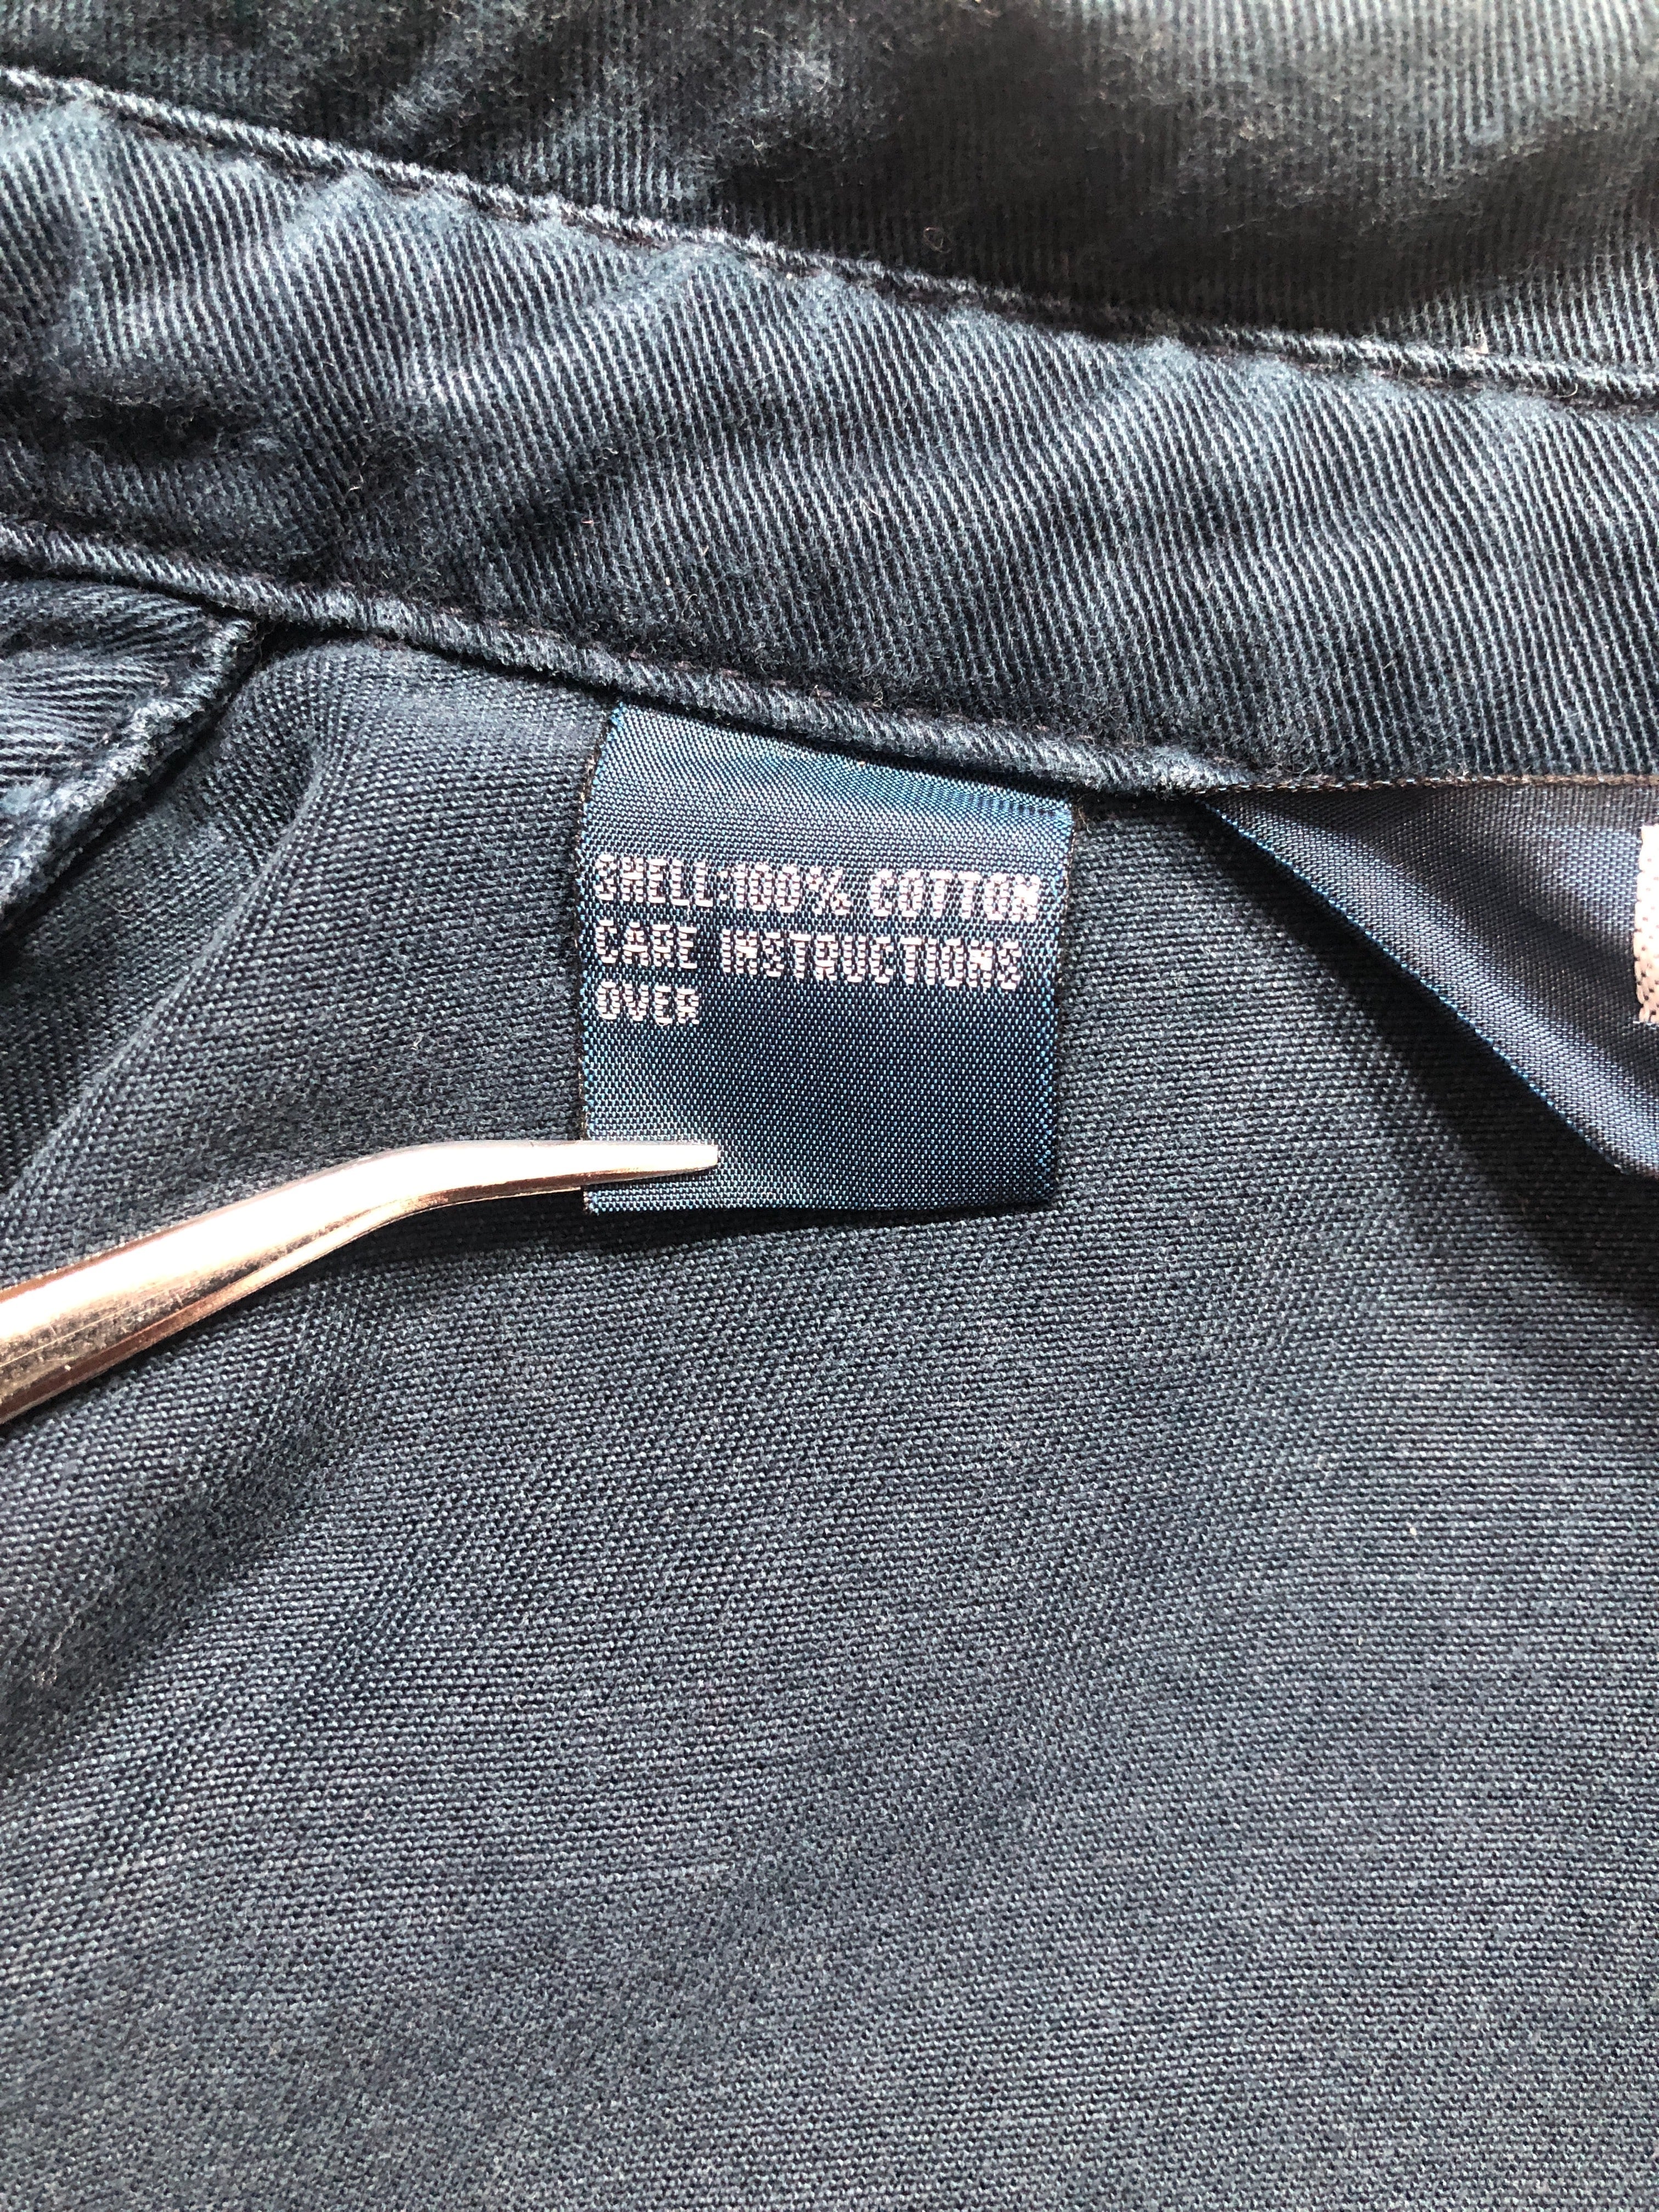 SHELL:100% COTTON
CARE INSTRUCTIONS
OVER